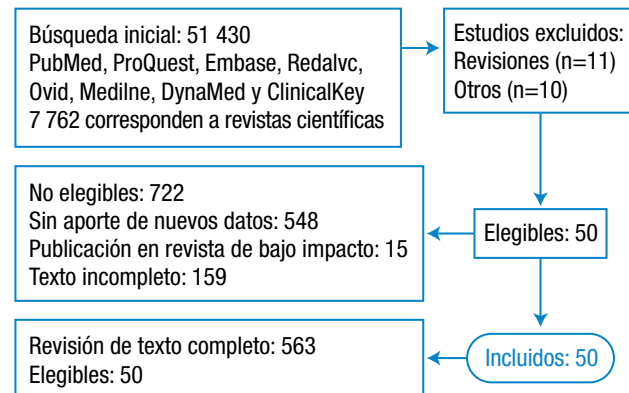 Búsqueda inicial: 51 430
PubMed, ProQuest, Embase, Redalvc,
Ovid, Medilne, DynaMed y ClinicalKey
7 762 corresponden a revistas científicas
Estudios excluidos:
Revisiones (n=11)
Otros (n=10)
No elegibles: 722
Sin aporte de nuevos datos: 548
Publicación en revista de bajo impacto: 15
Texto incompleto: 159
Elegibles: 50
Revisión de texto completo: 563
Elegibles: 50
Incluidos: 50